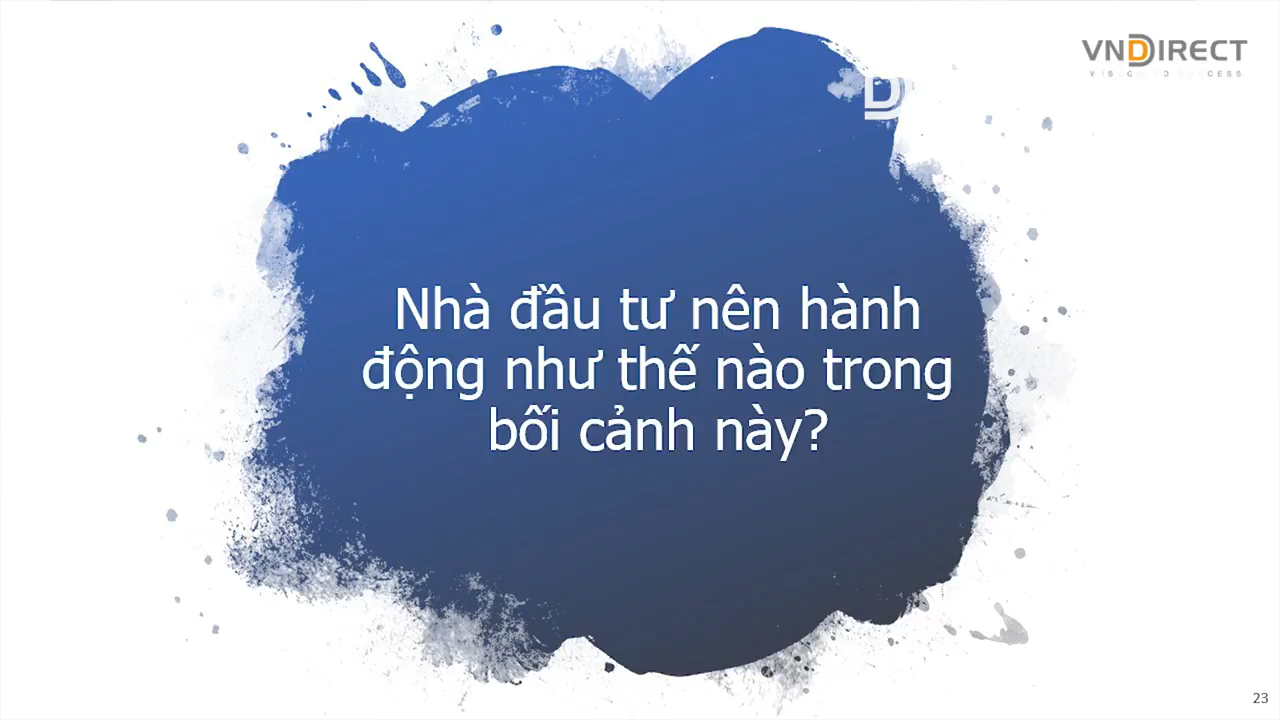 VNDIRECT
Nhà đầu tư nên hành
động như thế nào trong
bối cảnh này?
23